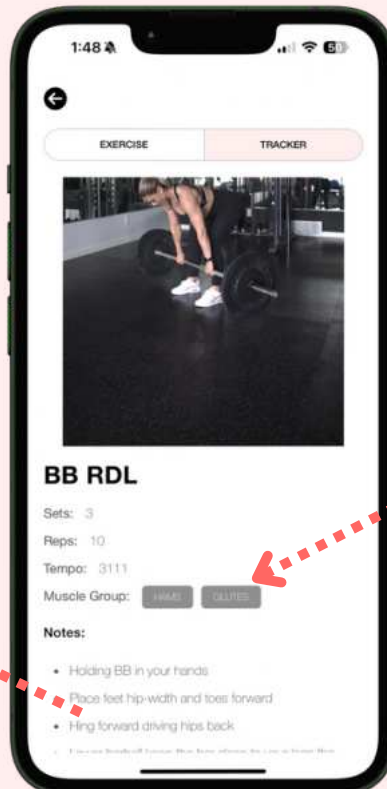 1:48
50
EXERCISE TRACKER
BB RDL
Sets: 3
Reps: 10
Tempo: 3111
Muscle Group: HAMS GLUTES
Notes:
• Holding BB in your hands
• Place feet hip-width and toes forward
• Hing forward driving hips back